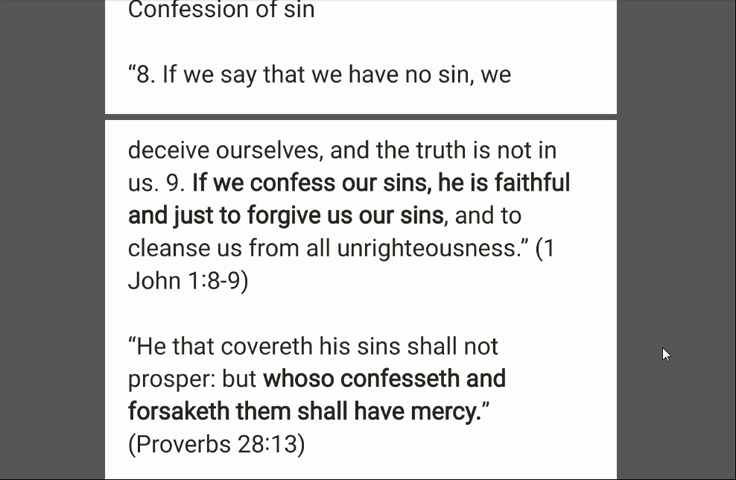 Confession of sin
“8. If we say that we have no sin, we
deceive ourselves, and the truth is not in
us. 9. If we confess our sins, he is faithful
and just to forgive us our sins, and to
cleanse us from all unrighteousness.” (1
John 1:8-9)
“He that covereth his sins shall not
prosper: but whoso confesseth and
forsaketh them shall have mercy.”
(Proverbs 28:13)